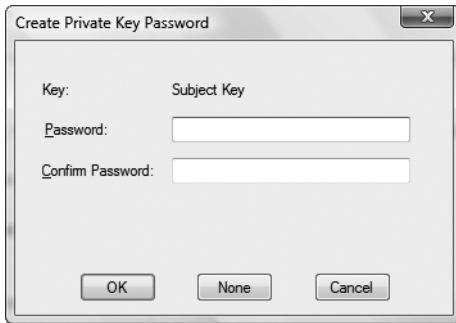 Create Private Key Password
X
Key: Subject Key
Password:
Confirm Password:
OK None Cancel